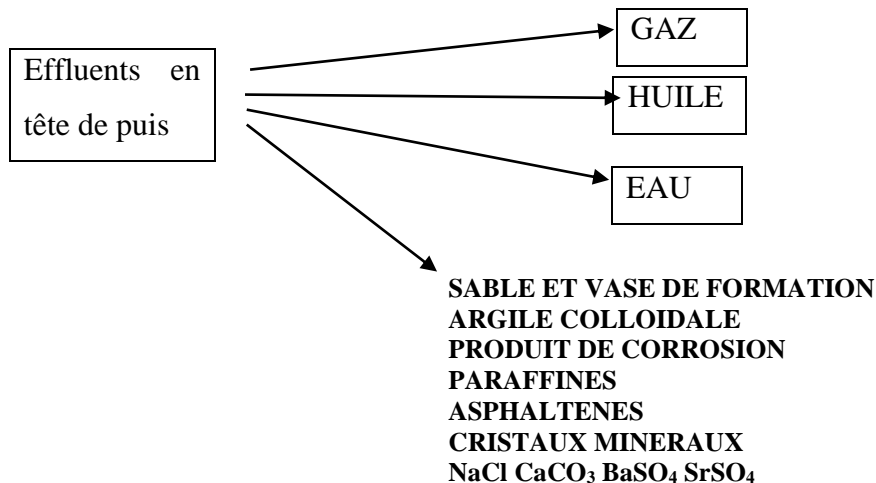 Effluents en
tête de puis
GAZ
HUILE
EAU
SABLE ET VASE DE FORMATION
ARGILE COLLOIDALE
PRODUIT DE CORROSION
PARAFFINES
ASPHALTENES
CRISTAUX MINERAUX
NaCl CaCO₃ BaSO₄ SrSO₄